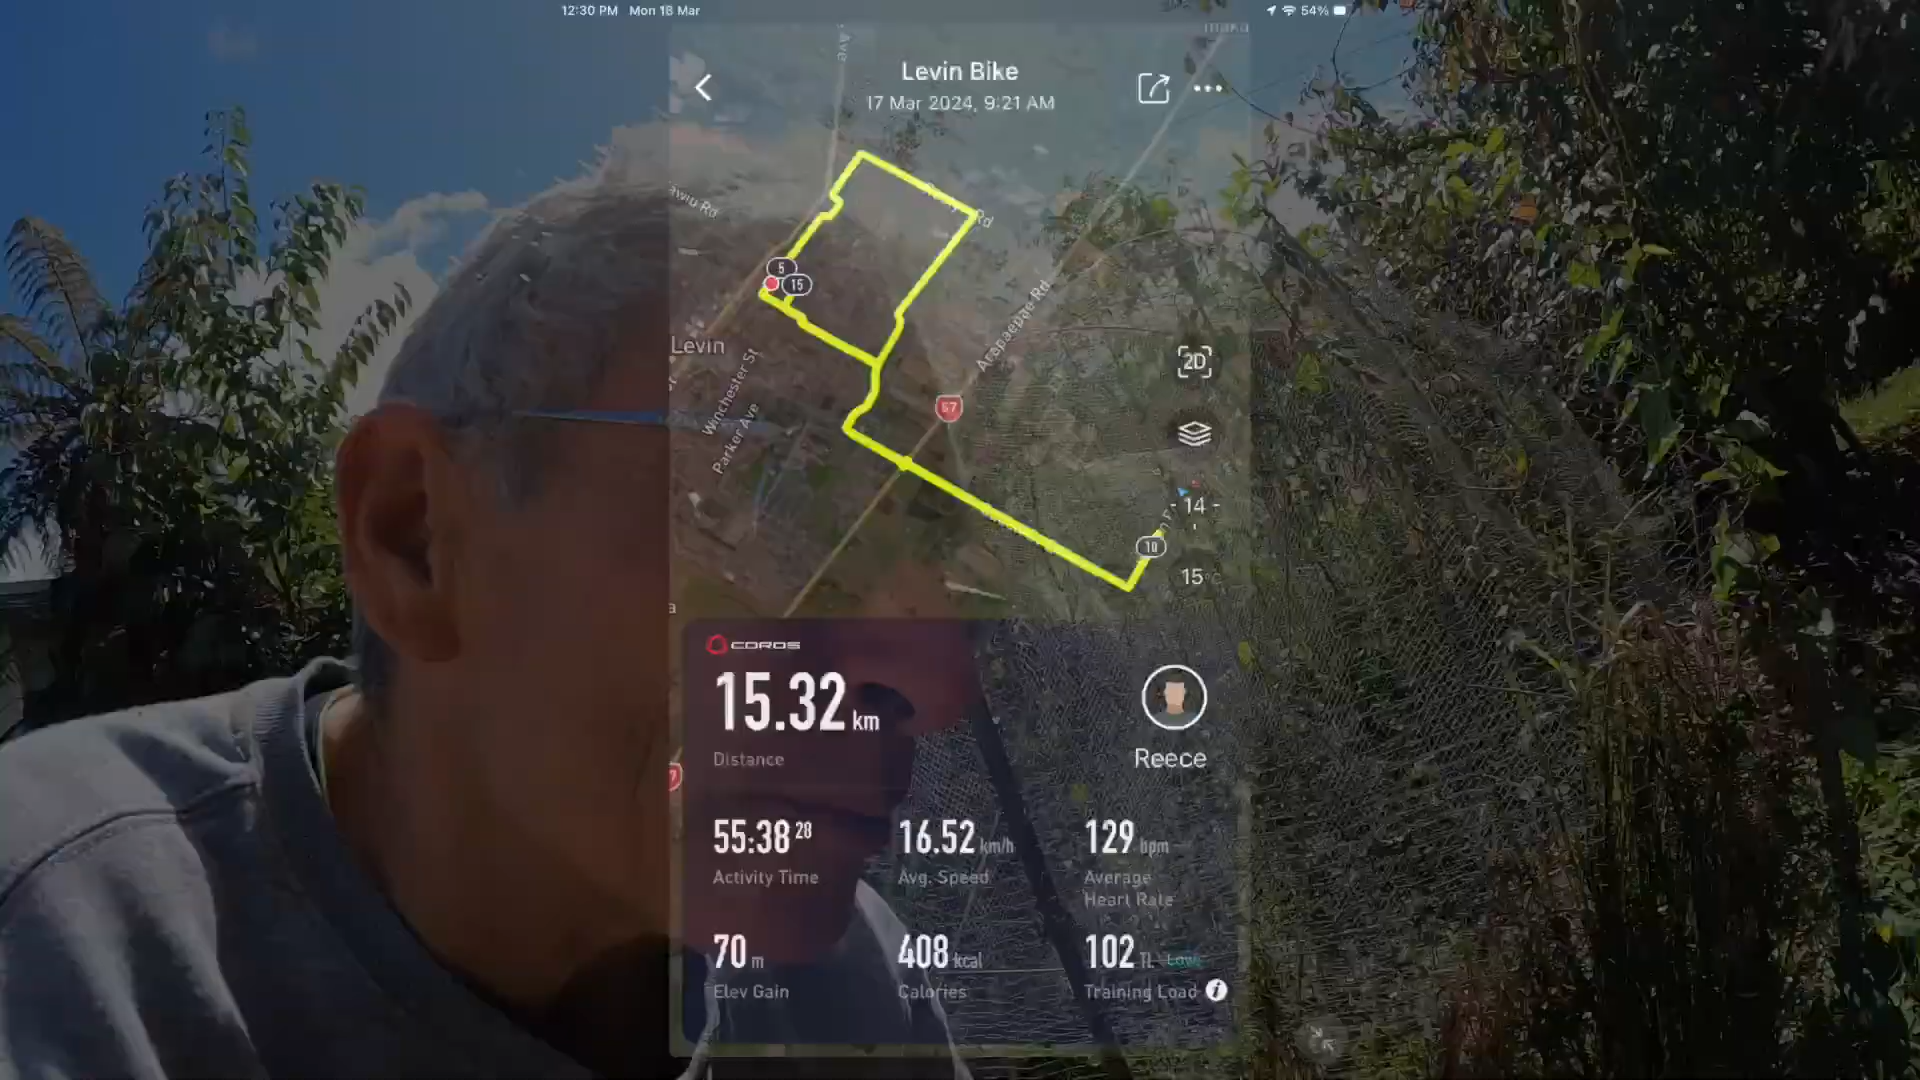 12:30 PM Mon 18 Mar
54%
Levin Bike
17 Mar 2024, 9:21 AM
Ave
Rd
Rd
5
15
Levin
Winchester St
Parker Ave
Arapaepae Rd
57
2D
14
10
15°C
COROS
15.32 km
Distance
Reece
55:38 28
Activity Time
16.52 km/h
Avg. Speed
129 bpm
Average
Heart Rate
70 m
Elev Gain
408 kcal
Calories
102 TL Low
Training Load